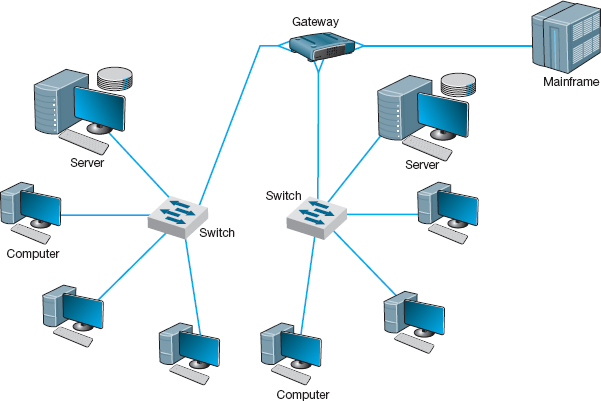 Gateway
Mainframe
Server
Server
Switch
Switch
Computer
Computer